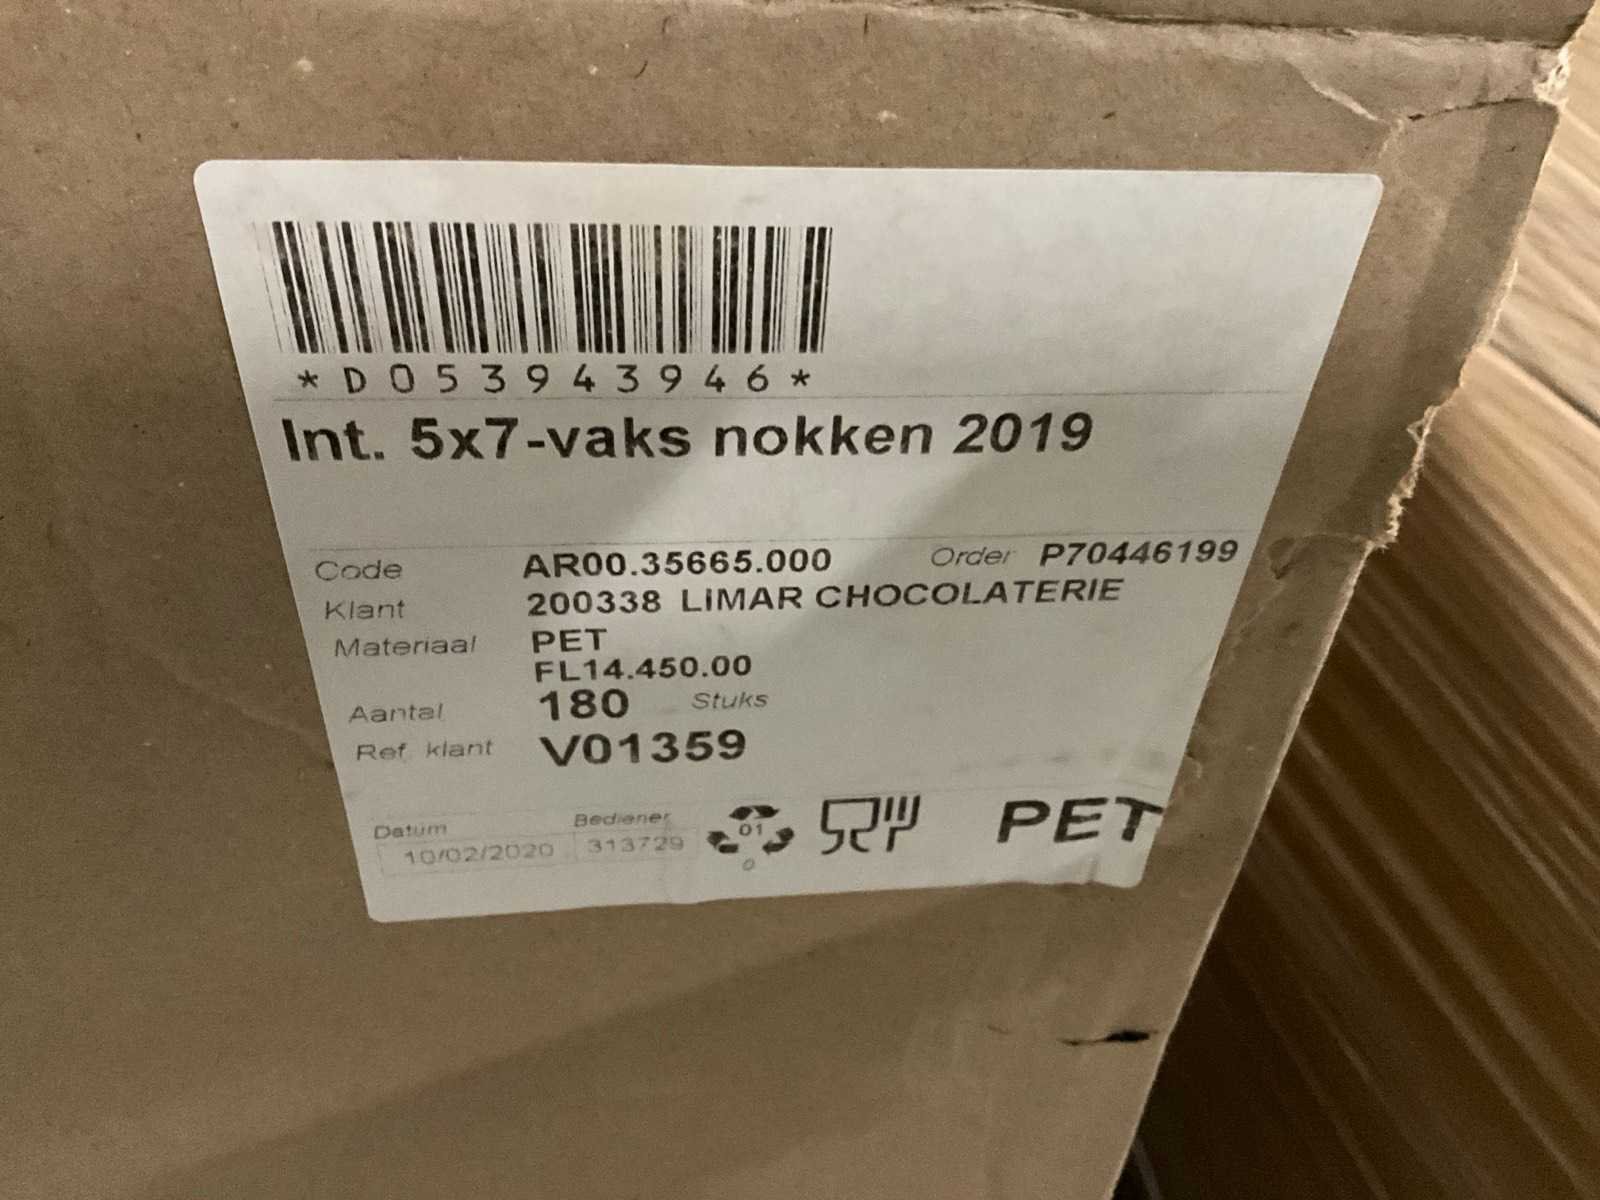 *D053943946*
Int. 5x7-vaks nokken 2019
Code AR00.35665.000 Order P70446199
Klant 200338 LiMAR CHOCOLATERIE
Materiaal PET
FL14.450.00
Aantal 180 Stuks
Ref. klant V01359
Datum Bediener
10/02/2020 313729 01 PET
0